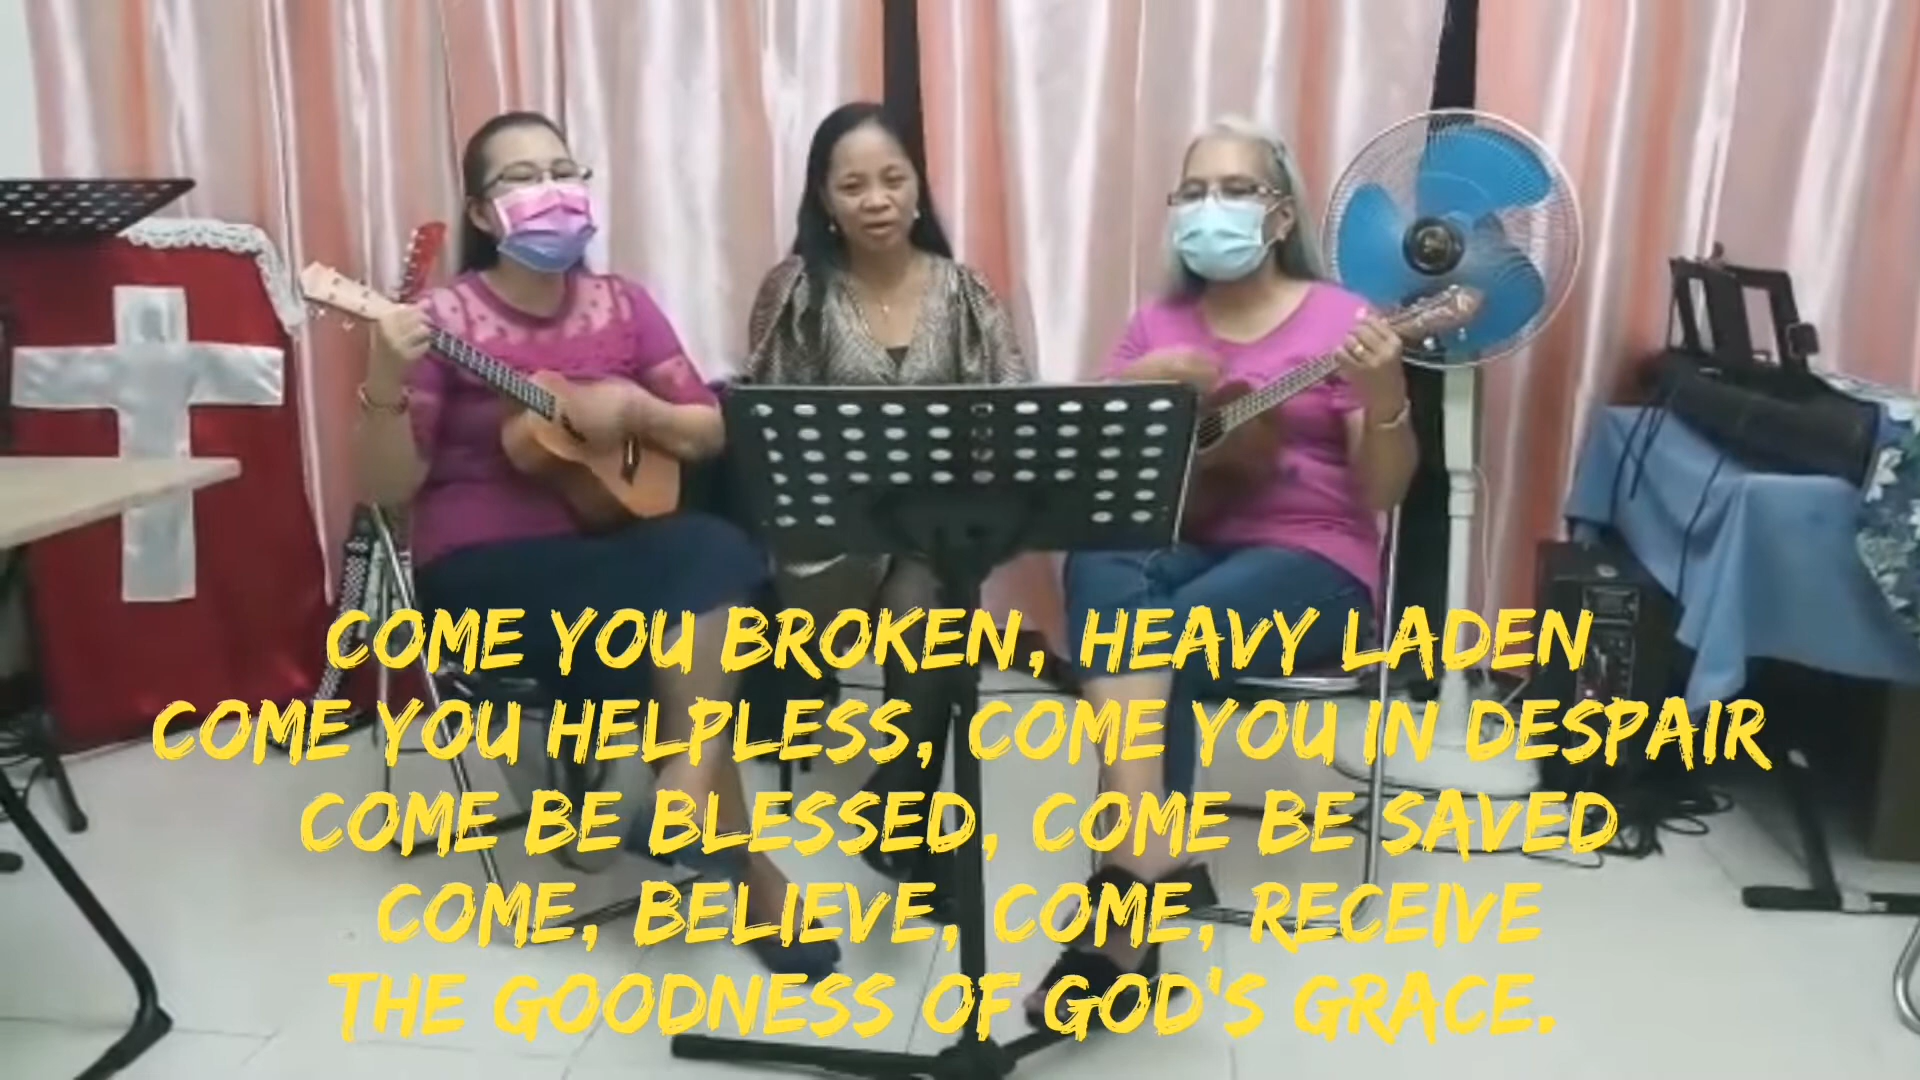 COME YOU BROKEN, HEAVY LADEN
COME YOU HELPLESS, COME YOU IN DESPAIR
COME BE BLESSED, COME BE SAVED
COME, BELIEVE, COME, RECEIVE
THE GOODNESS OF GOD'S GRACE.